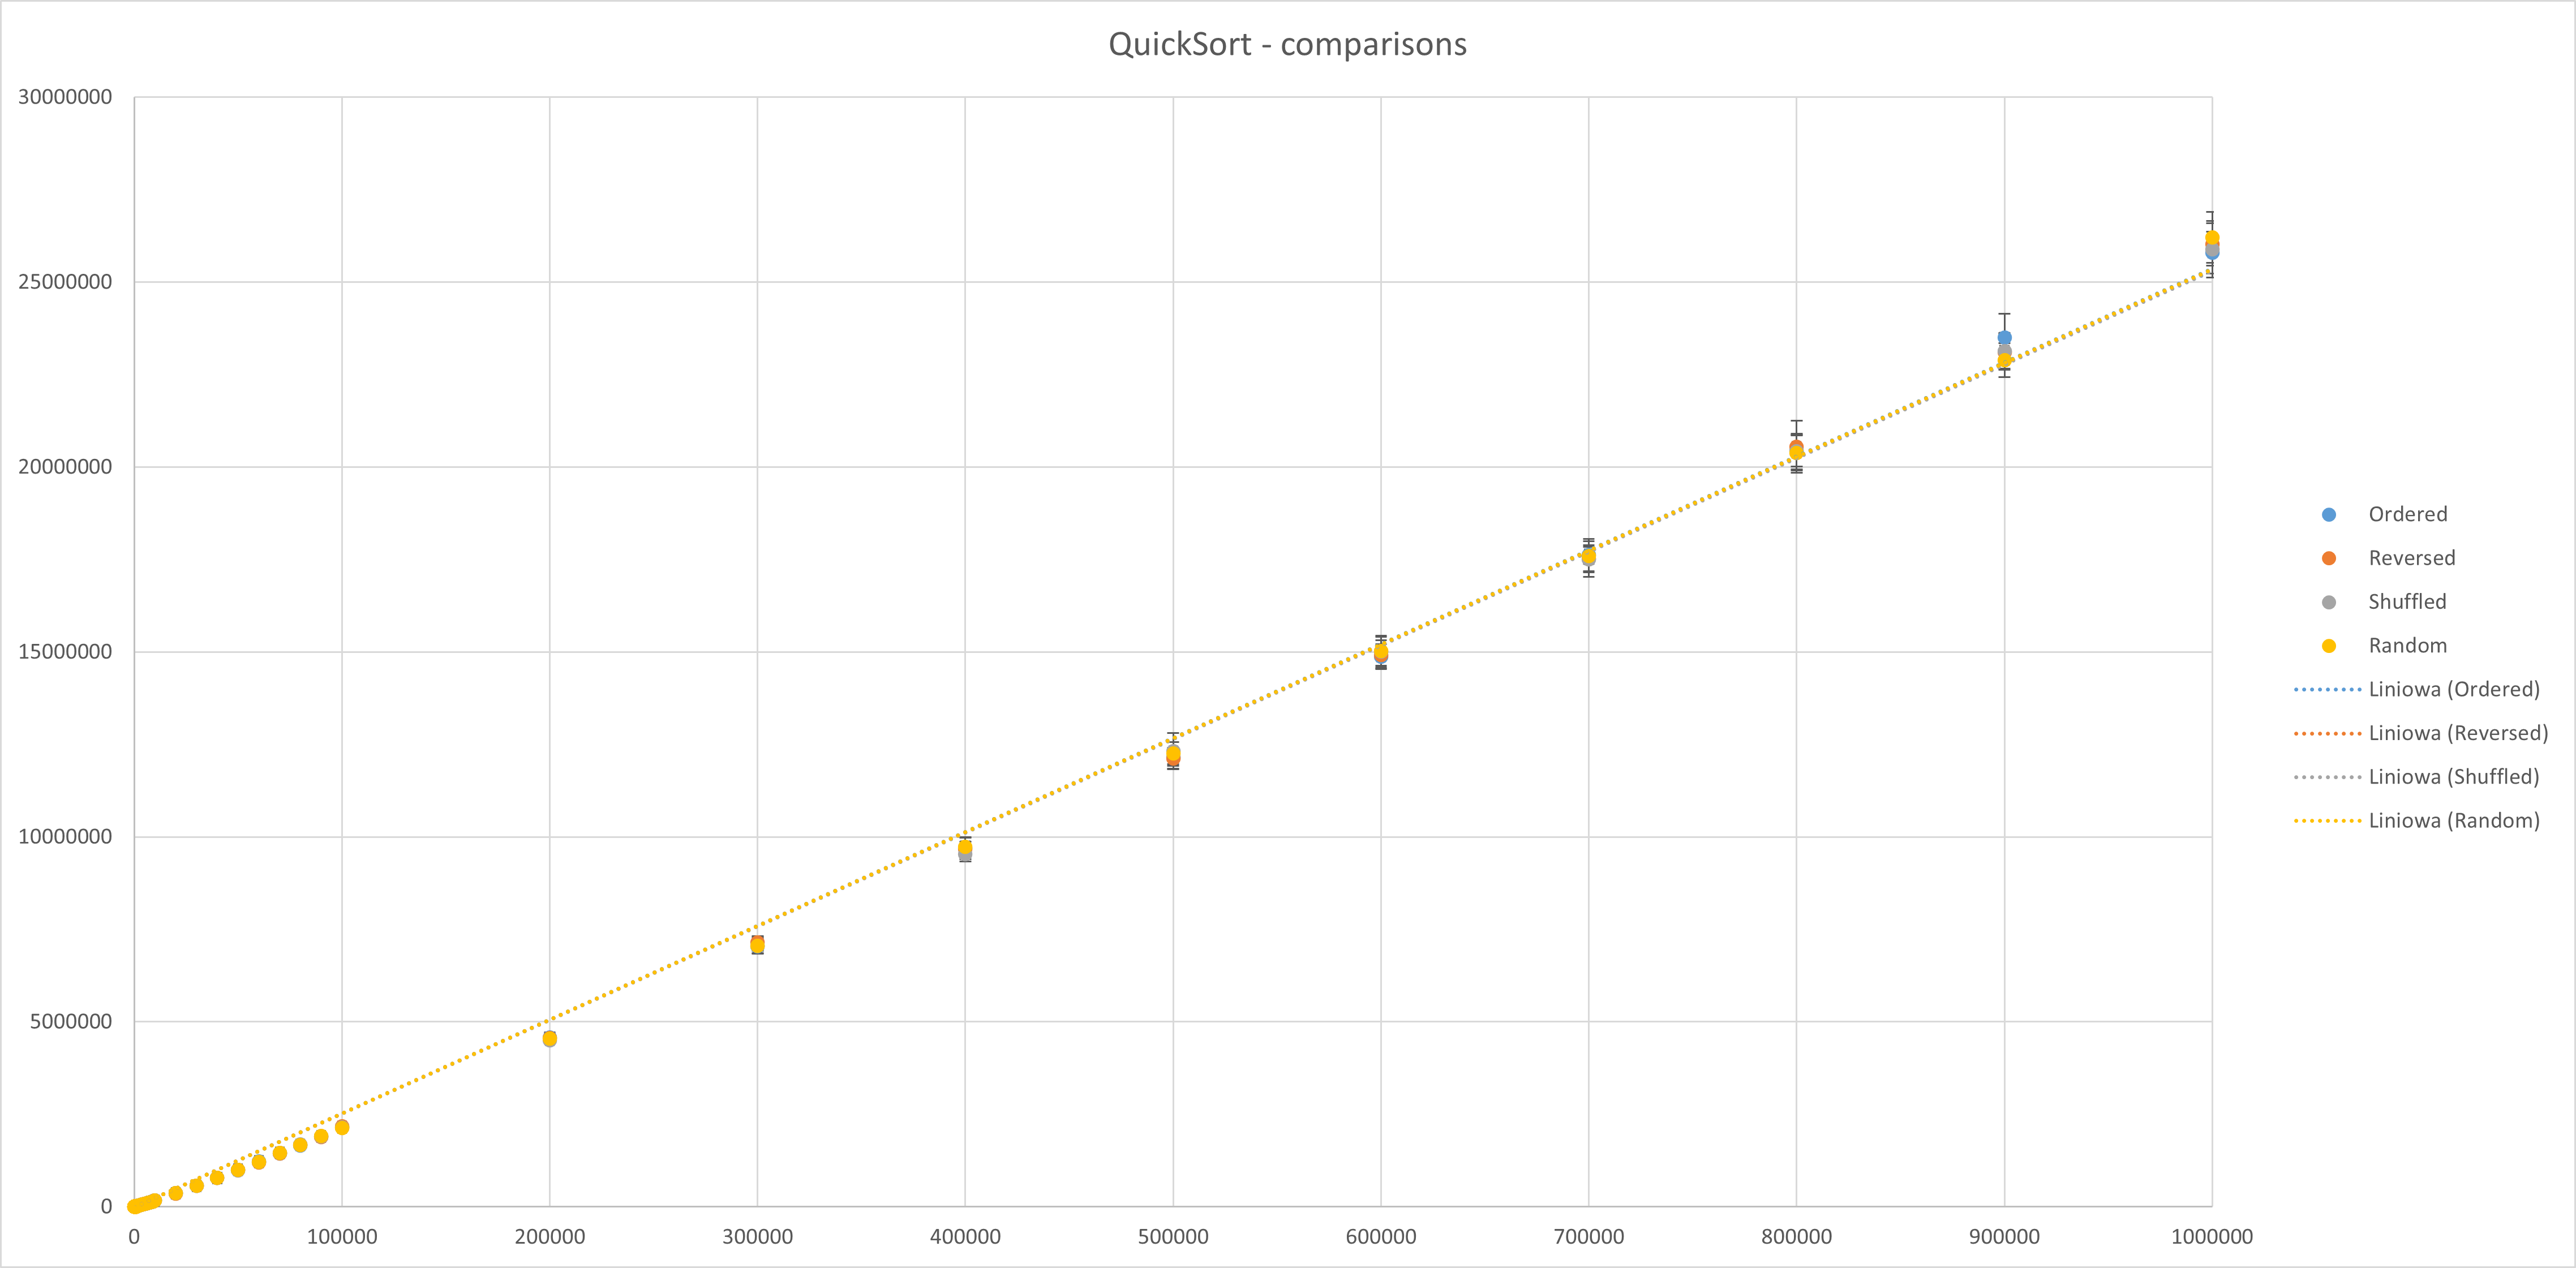 QuickSort - comparisons
30000000
25000000
20000000
15000000
10000000
5000000
0
0 100000 200000 300000 400000 500000 600000 700000 800000 900000 1000000
Ordered
Reversed
Shuffled
Random
Liniowa (Ordered)
Liniowa (Reversed)
Liniowa (Shuffled)
Liniowa (Random)